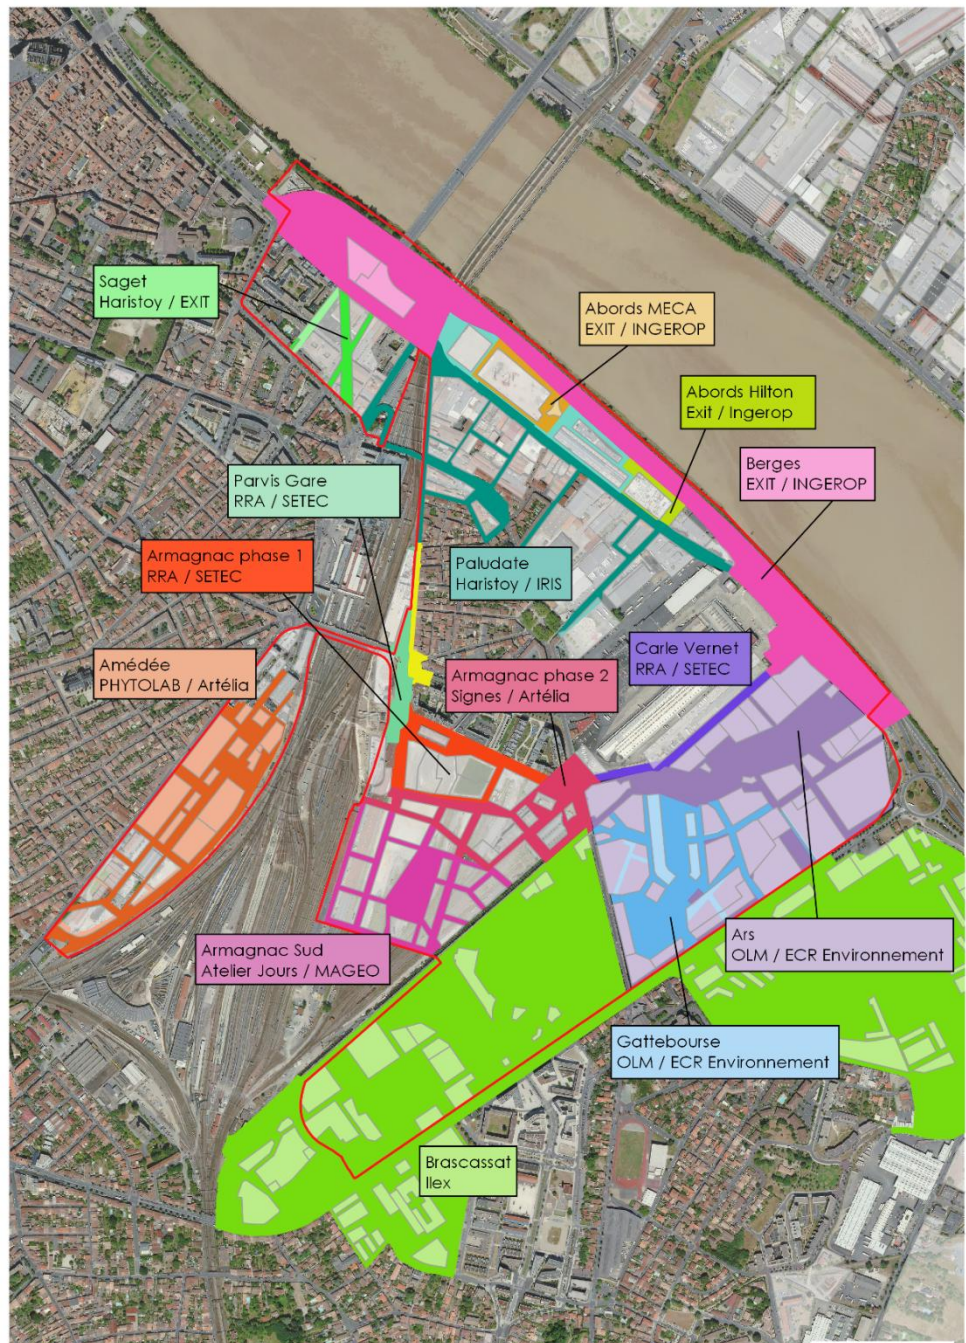 Saget
Haristoy / EXIT
Abords MECA
EXIT / INGEROP
Abords Hilton
Exit / Ingerop
Berges
EXIT / INGEROP
Parvis Gare
RRA / SETEC
Armagnac phase 1
RRA / SETEC
Paludate
Haristoy / IRIS
Carle Vernet
RRA / SETEC
Amédée
PHYTOLAB / Artélia
Armagnac phase 2
Signes / Artélia
Ars
OLM / ECR Environnement
Armagnac Sud
Atelier Jours / MAGEO
Gattebourse
OLM / ECR Environnement
Brascassat
Ilex